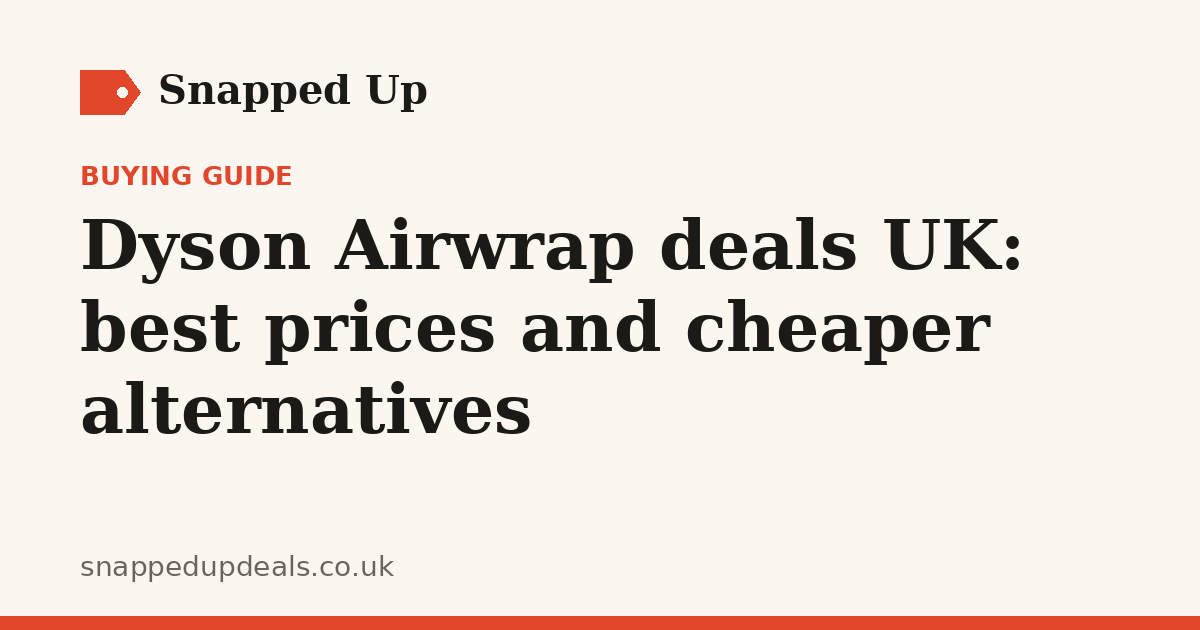 Snapped Up
BUYING GUIDE
Dyson Airwrap deals UK:
best prices and cheaper
alternatives
snappedupdeals.co.uk